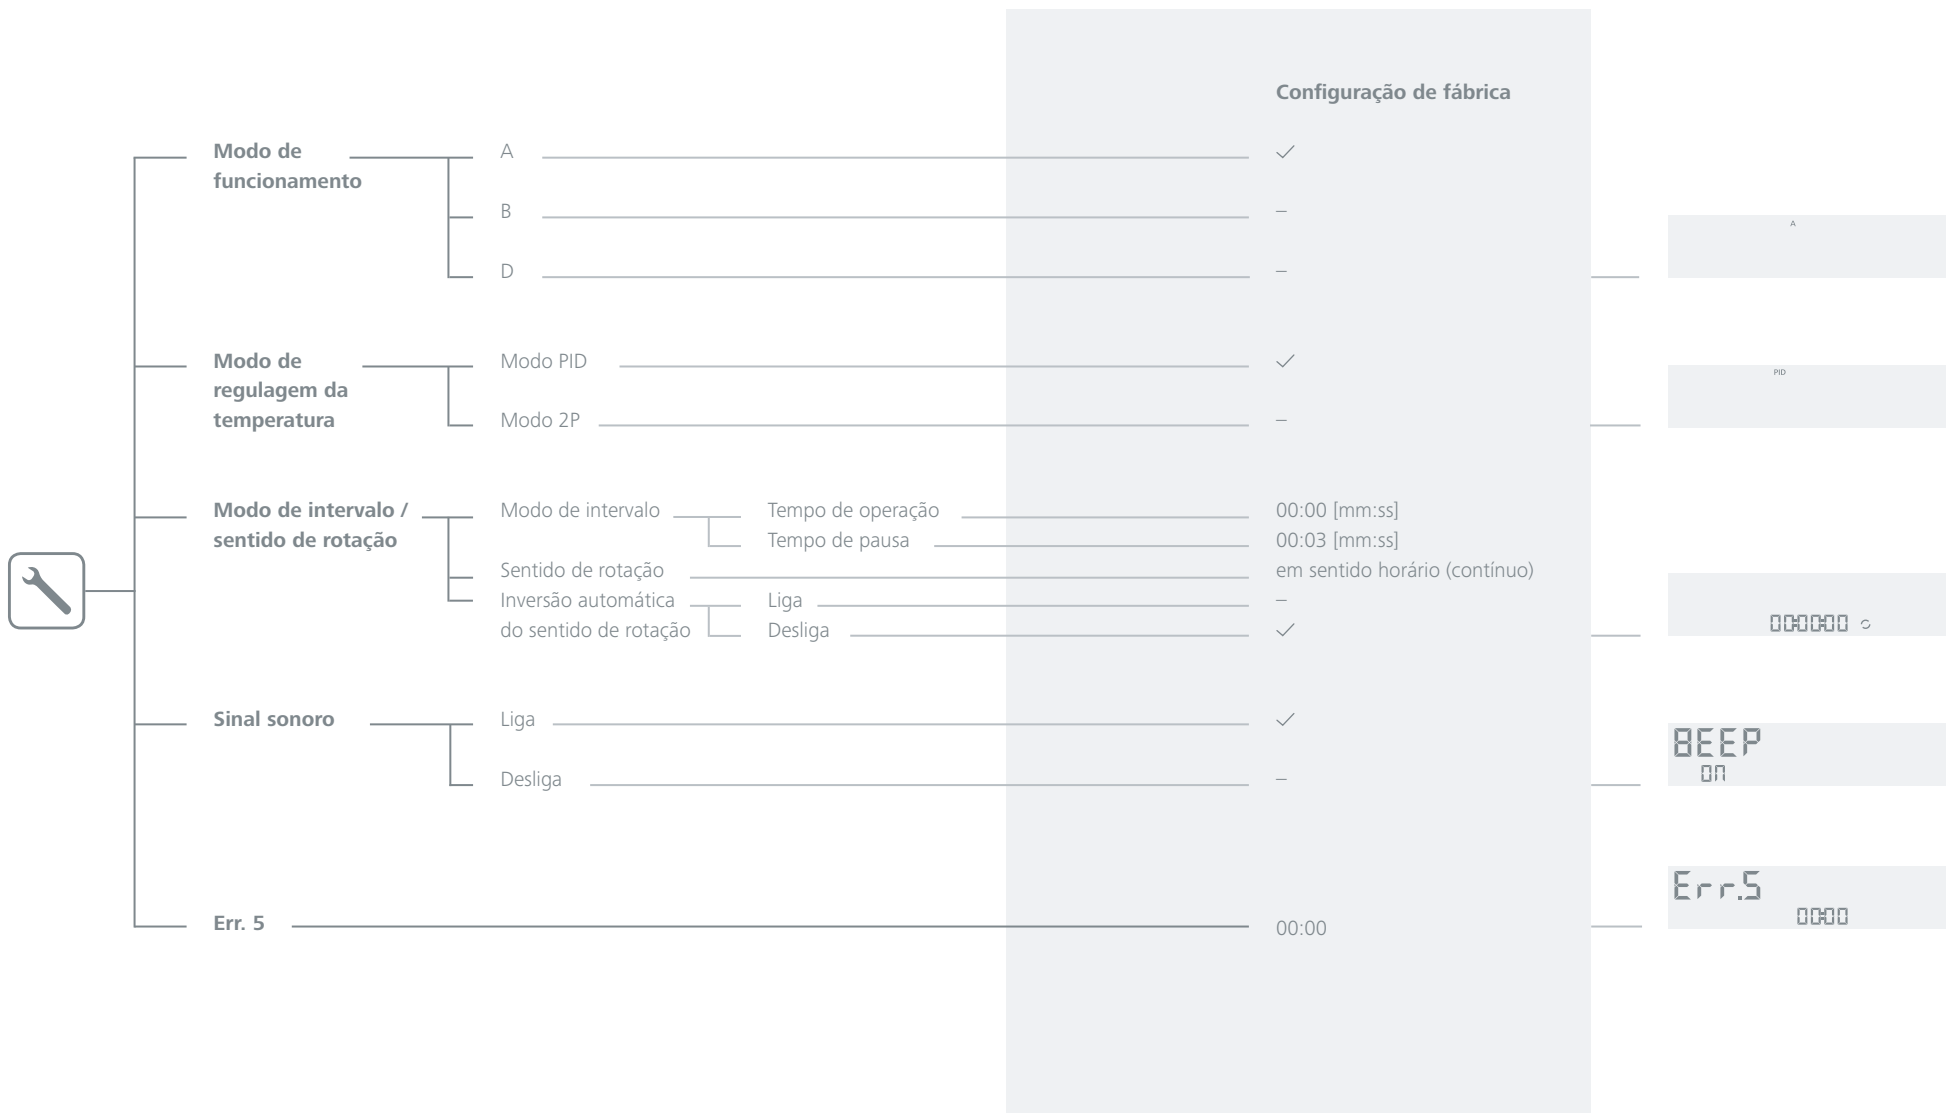 Configuração de fábrica
Modo de
funcionamento
A
✓
B
–
D
–
A
Modo de
regulagem da
temperatura
Modo PID
✓
Modo 2P
–
PID
Modo de intervalo /
sentido de rotação
Modo de intervalo
Tempo de operação
00:00 [mm:ss]
Tempo de pausa
00:03 [mm:ss]
Sentido de rotação
em sentido horário (contínuo)
Inversão automática
do sentido de rotação
Liga
–
Desliga
✓
00:00:00
Sinal sonoro
Liga
✓
Desliga
–
BEEP
on
Err. 5
00:00
Err.5
00:00